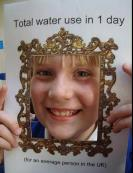 Total water use in 1 day
(for an average person in the UK)